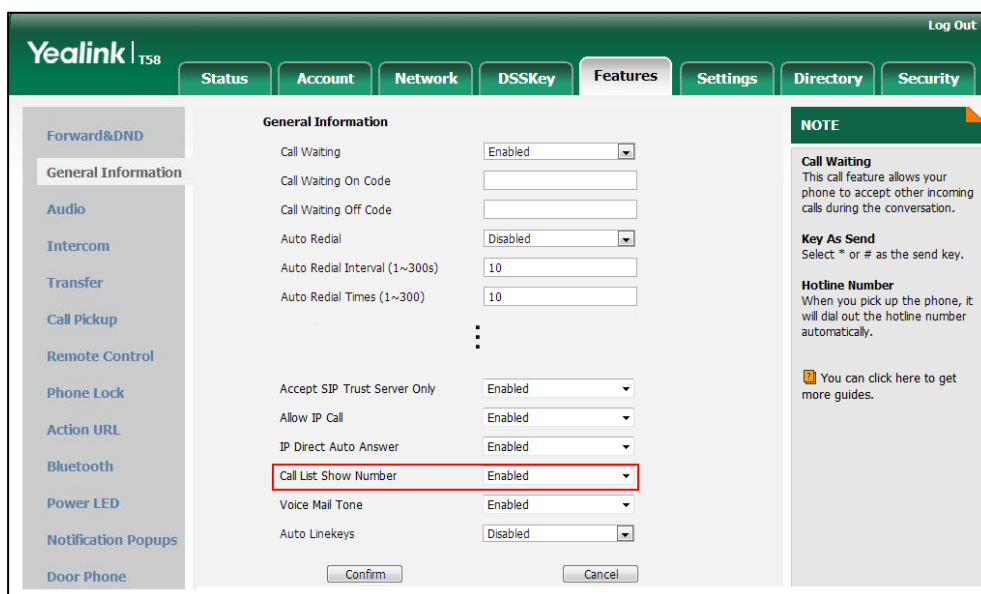 Log Out
Yealink T58
Status Account Network DSSKey Features Settings Directory Security
Forward&DND
General Information
Audio
Intercom
Transfer
Call Pickup
Remote Control
Phone Lock
Action URL
Bluetooth
Power LED
Notification Popups
Door Phone
General Information
Call Waiting Enabled
Call Waiting On Code
Call Waiting Off Code
Auto Redial Disabled
Auto Redial Interval (1~300s) 10
Auto Redial Times (1~300) 10
Accept SIP Trust Server Only Enabled
Allow IP Call Enabled
IP Direct Auto Answer Enabled
Call List Show Number Enabled
Voice Mail Tone Enabled
Auto Linekeys Disabled
Confirm Cancel
NOTE
Call Waiting
This call feature allows your
phone to accept other incoming
calls during the conversation.
Key As Send
Select * or # as the send key.
Hotline Number
When you pick up the phone, it
will dial out the hotline number
automatically.
You can click here to get
more guides.